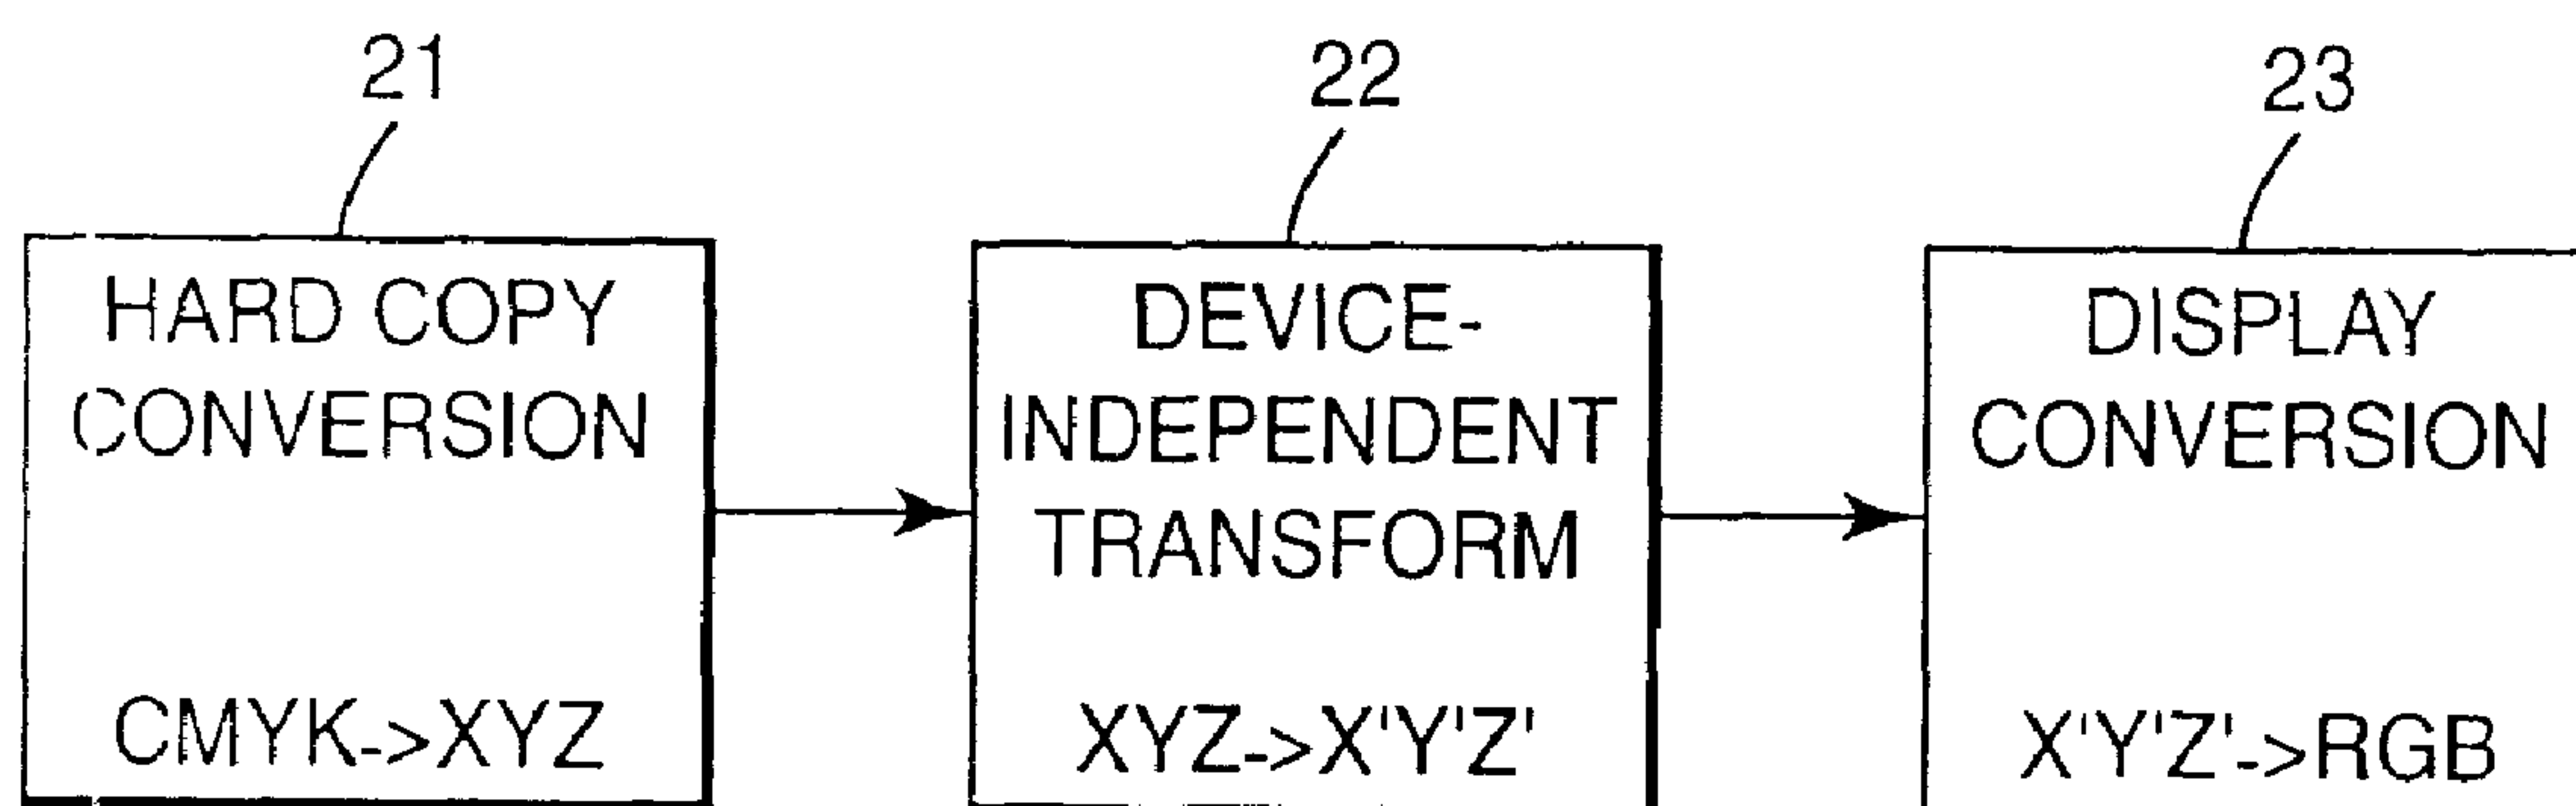 21
22
23
HARD COPY
CONVERSION
CMYK->XYZ
DEVICE-
INDEPENDENT
TRANSFORM
XYZ->X'Y'Z'
DISPLAY
CONVERSION
X'Y'Z'->RGB